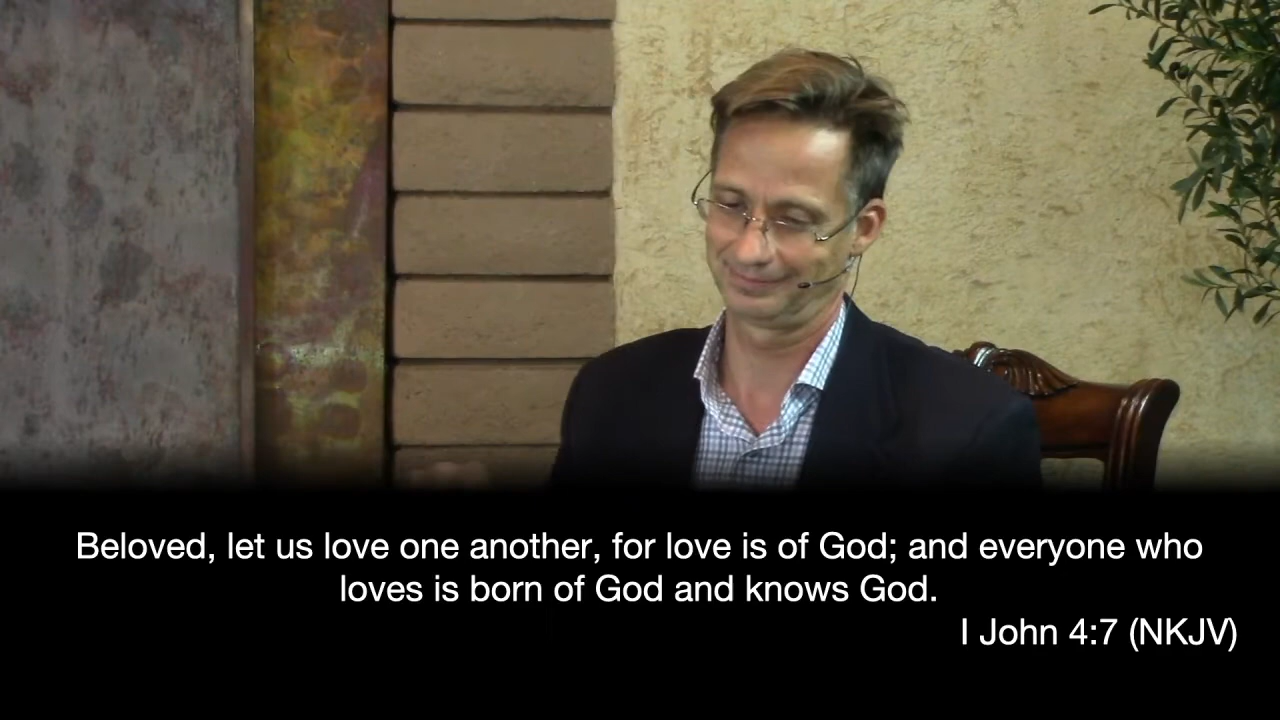 Beloved, let us love one another, for love is of God; and everyone who
loves is born of God and knows God.
I John 4:7 (NKJV)